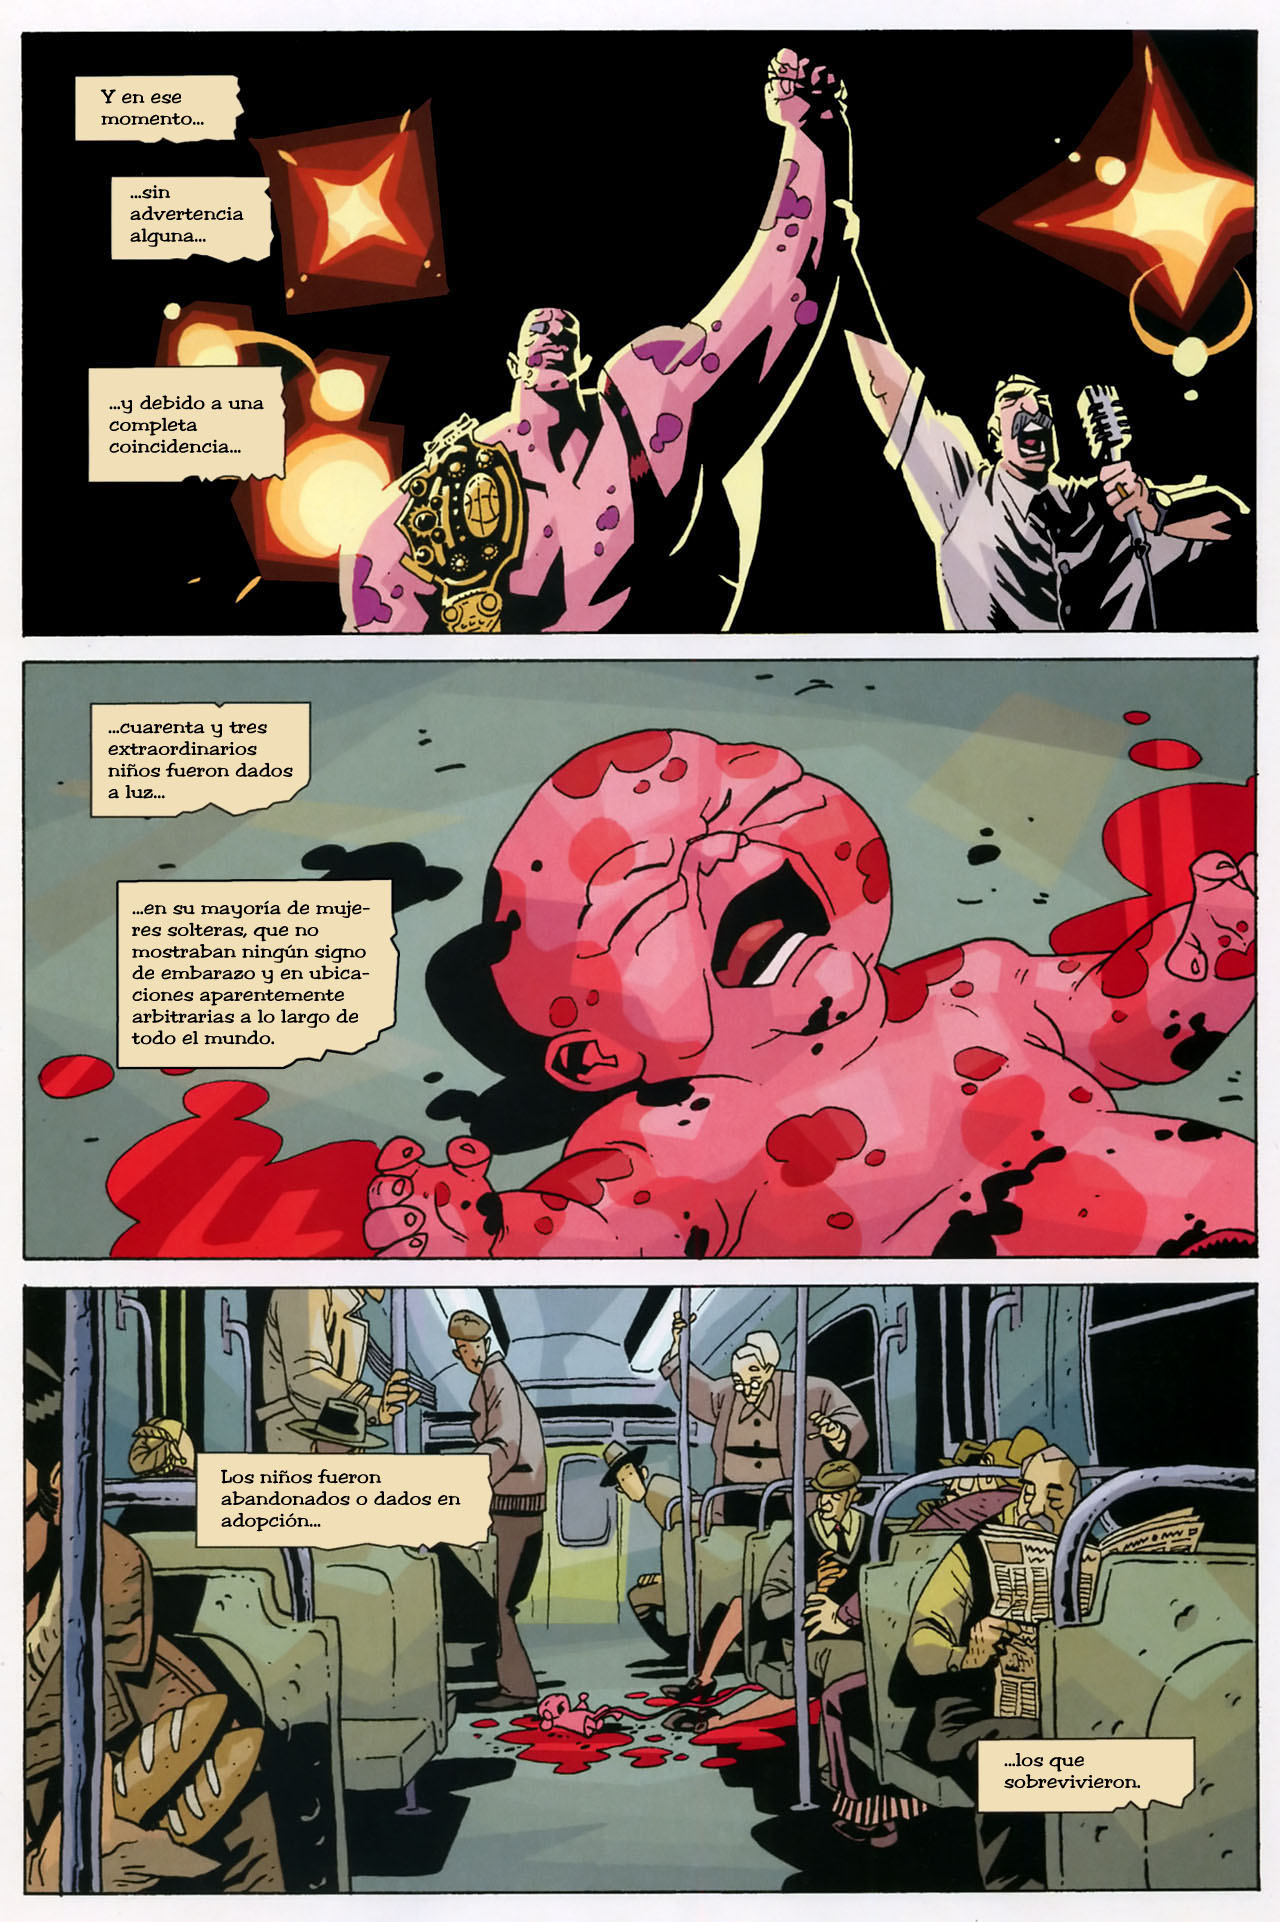 Y en ese
momento...
...sin
advertencia
alguna...
...y debido a una
completa
coincidencia...
...cuarenta y tres
extraordinarios
niños fueron dados
a luz...
...en su mayoría de muje-
res solteras, que no
mostraban ningún signo
de embarazo y en ubica-
ciones aparentemente
arbitrarias a lo largo de
todo el mundo.
Los niños fueron
abandonados o dados en
adopción...
...los que
sobrevivieron.